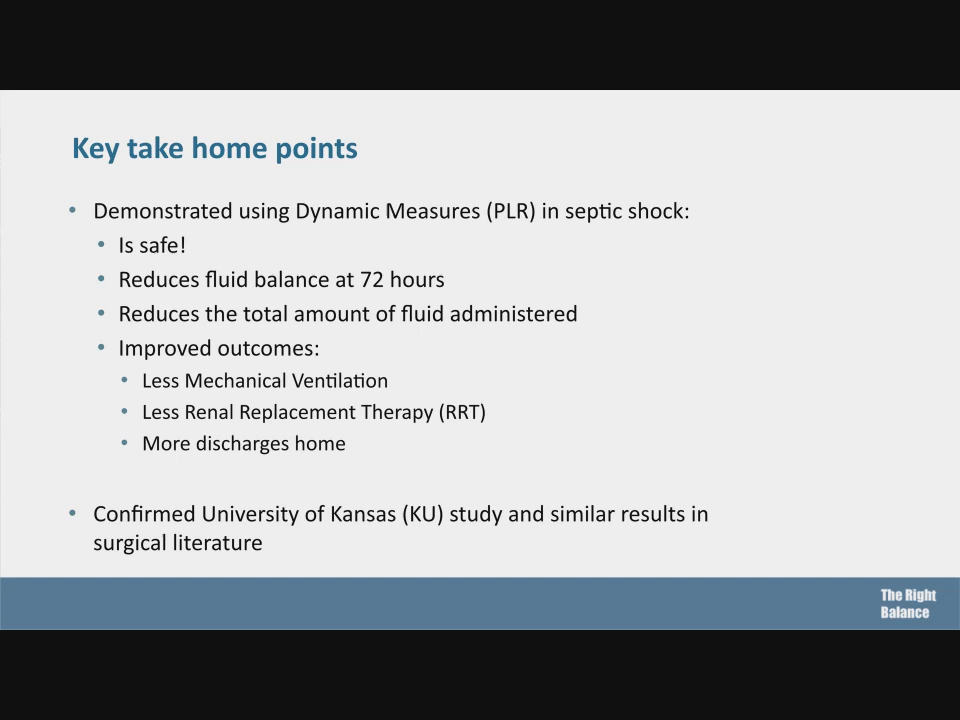 Key take home points
• Demonstrated using Dynamic Measures (PLR) in septic shock:
• Is safe!
• Reduces fluid balance at 72 hours
• Reduces the total amount of fluid administered
• Improved outcomes:
• Less Mechanical Ventilation
• Less Renal Replacement Therapy (RRT)
• More discharges home
• Confirmed University of Kansas (KU) study and similar results in
surgical literature
The Right
Balance